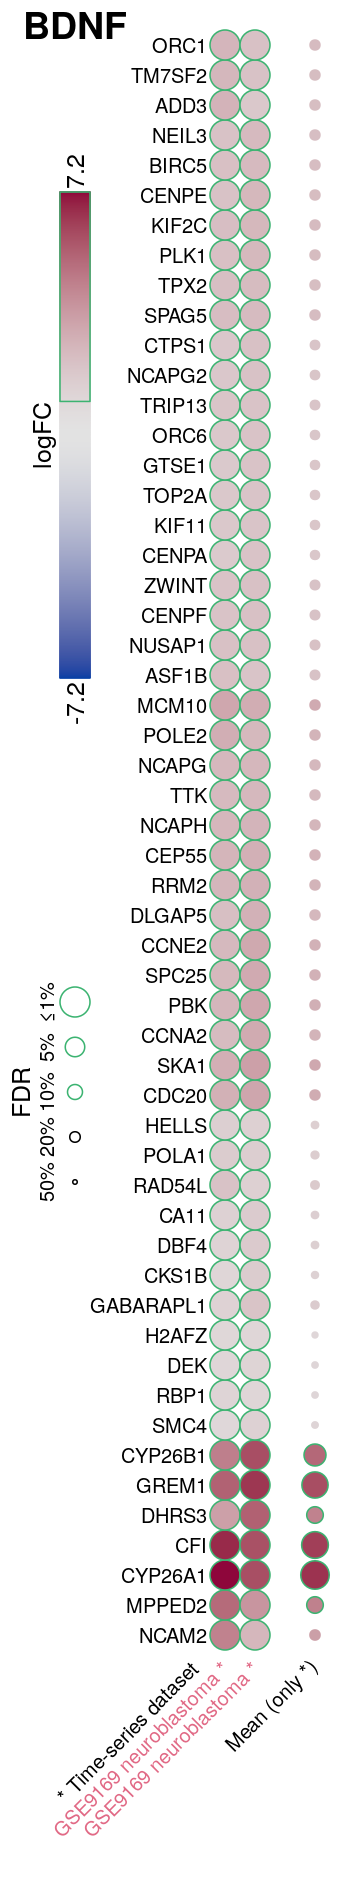 BDNF
ORC1
TM7SF2
ADD3
NEIL3
BIRC5
CENPE
KIF2C
PLK1
TPX2
SPAG5
CTPS1
NCAPG2
TRIP13
ORC6
GTSE1
TOP2A
KIF11
CENPA
ZWINT
CENPF
NUSAP1
ASF1B
MCM10
POLE2
NCAPG
TTK
NCAPH
CEP55
RRM2
DLGAP5
CCNE2
SPC25
PBK
CCNA2
SKA1
CDC20
HELLS
POLA1
RAD54L
CA11
DBF4
CKS1B
GABARAPL1
H2AFZ
DEK
RBP1
SMC4
CYP26B1
GREM1
DHRS3
CFI
CYP26A1
MPPED2
NCAM2
logFC
7.2
-7.2
FDR
50% 20% 10% 5% ≤1%
* Time-series dataset
GSE9169 neuroblastoma *
GSE9169 neuroblastoma *
Mean (only *)